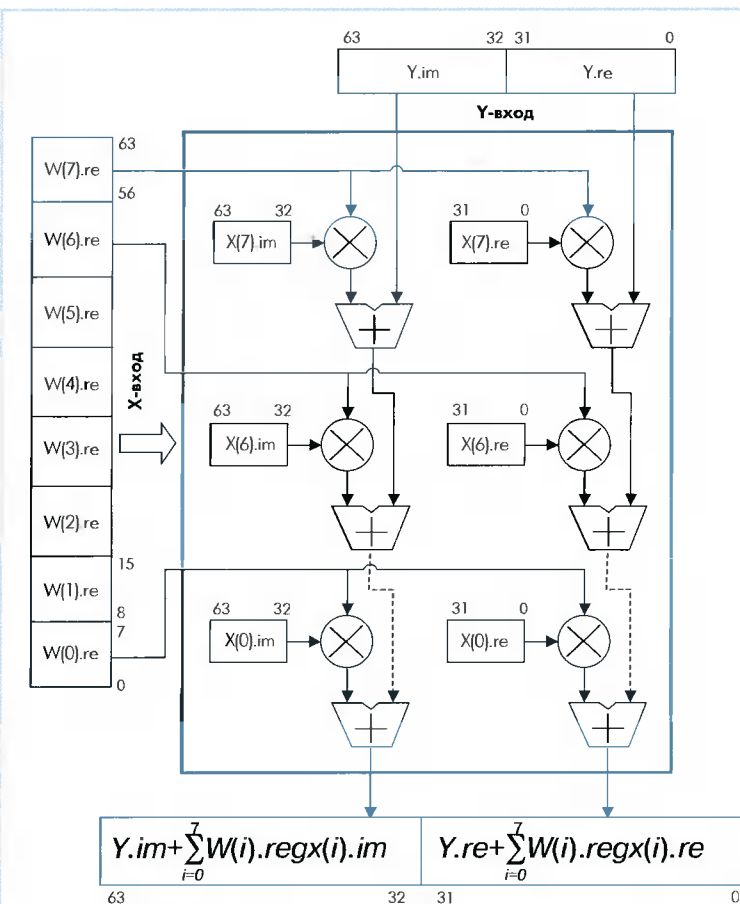 63 32 31 0
Y.im Y.re
Y-вход
63
W(7).re
56
W(6).re
W(5).re
W(4).re
W(3).re
W(2).re
15
W(1).re
8
7
W(0).re
0
X-вход
63 32
X(7).im
31 0
X(7).re
+ +
63 32
X(6).im
31 0
X(6).re
+ +
63 32
X(0).im
31 0
X(0).re
+ +
Y.im+∑W(i).regx(i).im
7
i=0
Y.re+∑W(i).regx(i).re
7
i=0
63 32 31 0